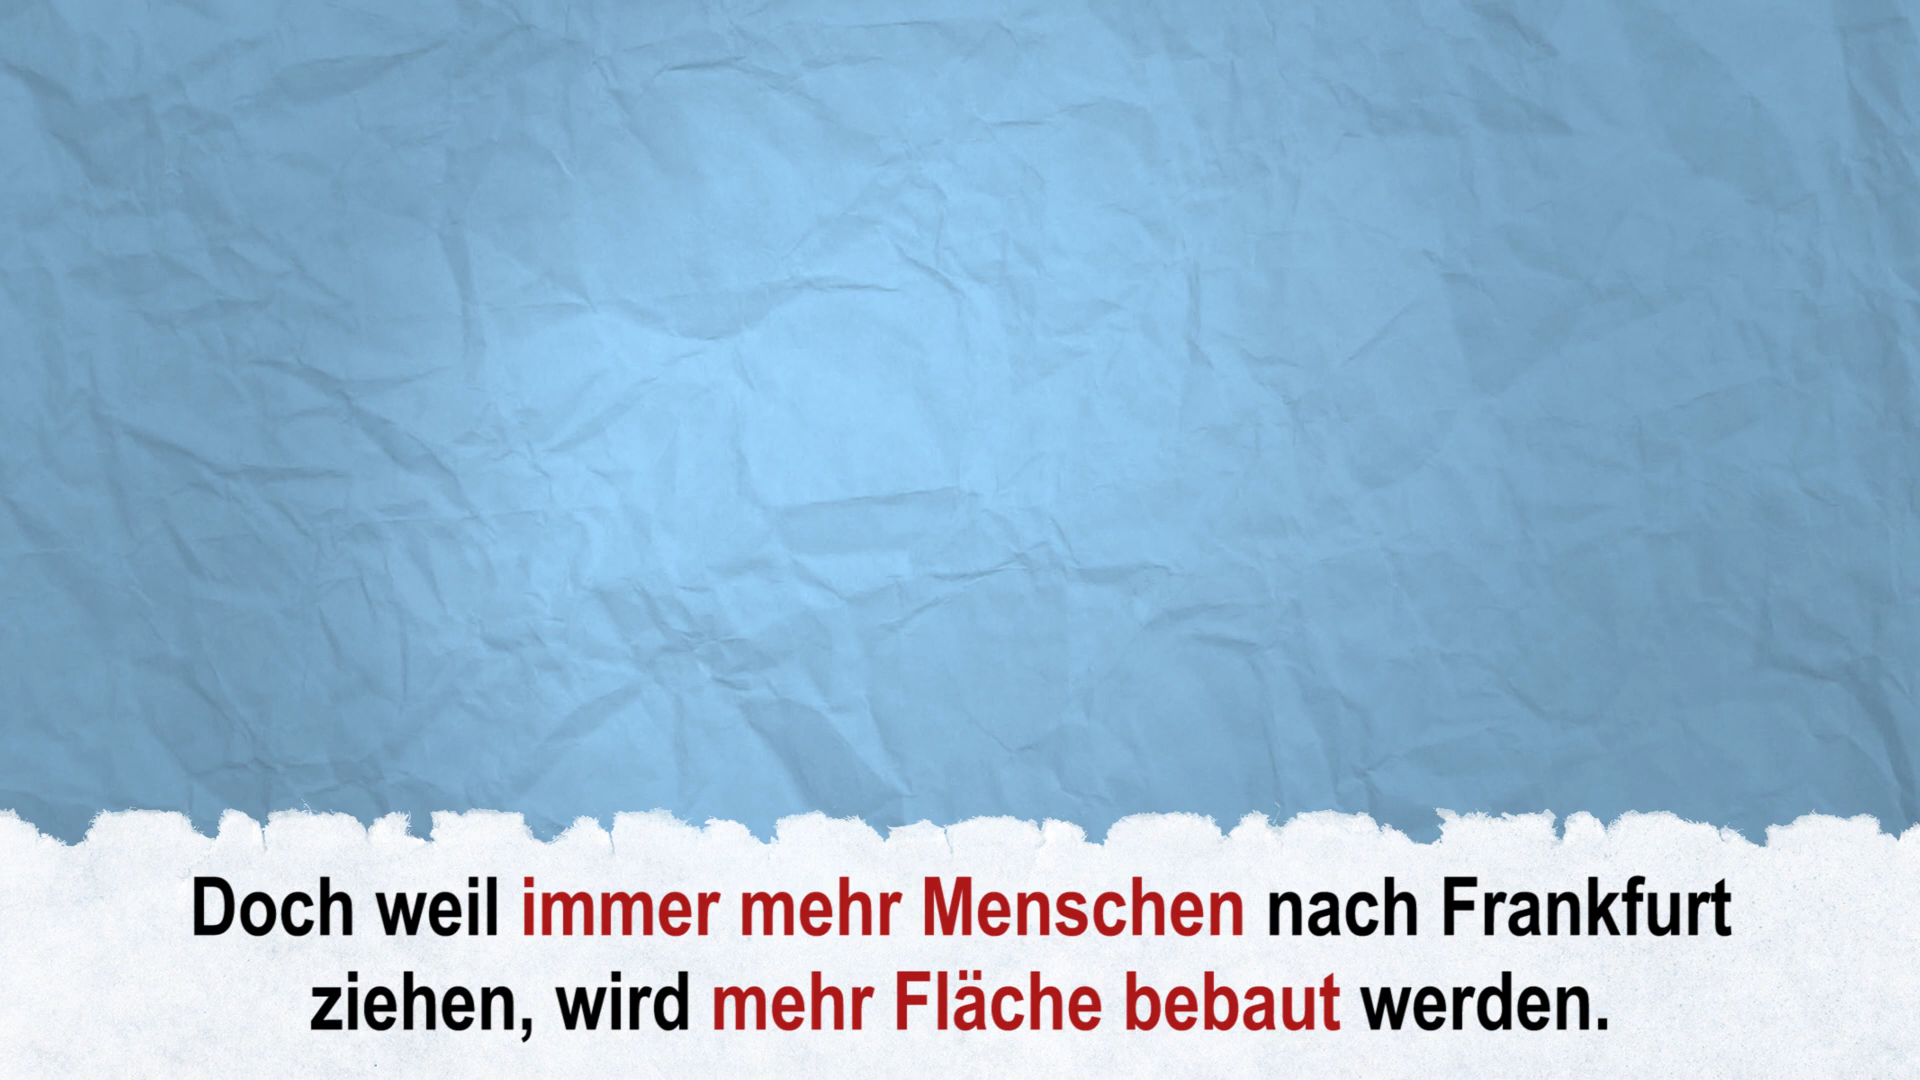 Doch weil immer mehr Menschen nach Frankfurt
ziehen, wird mehr Fläche bebaut werden.